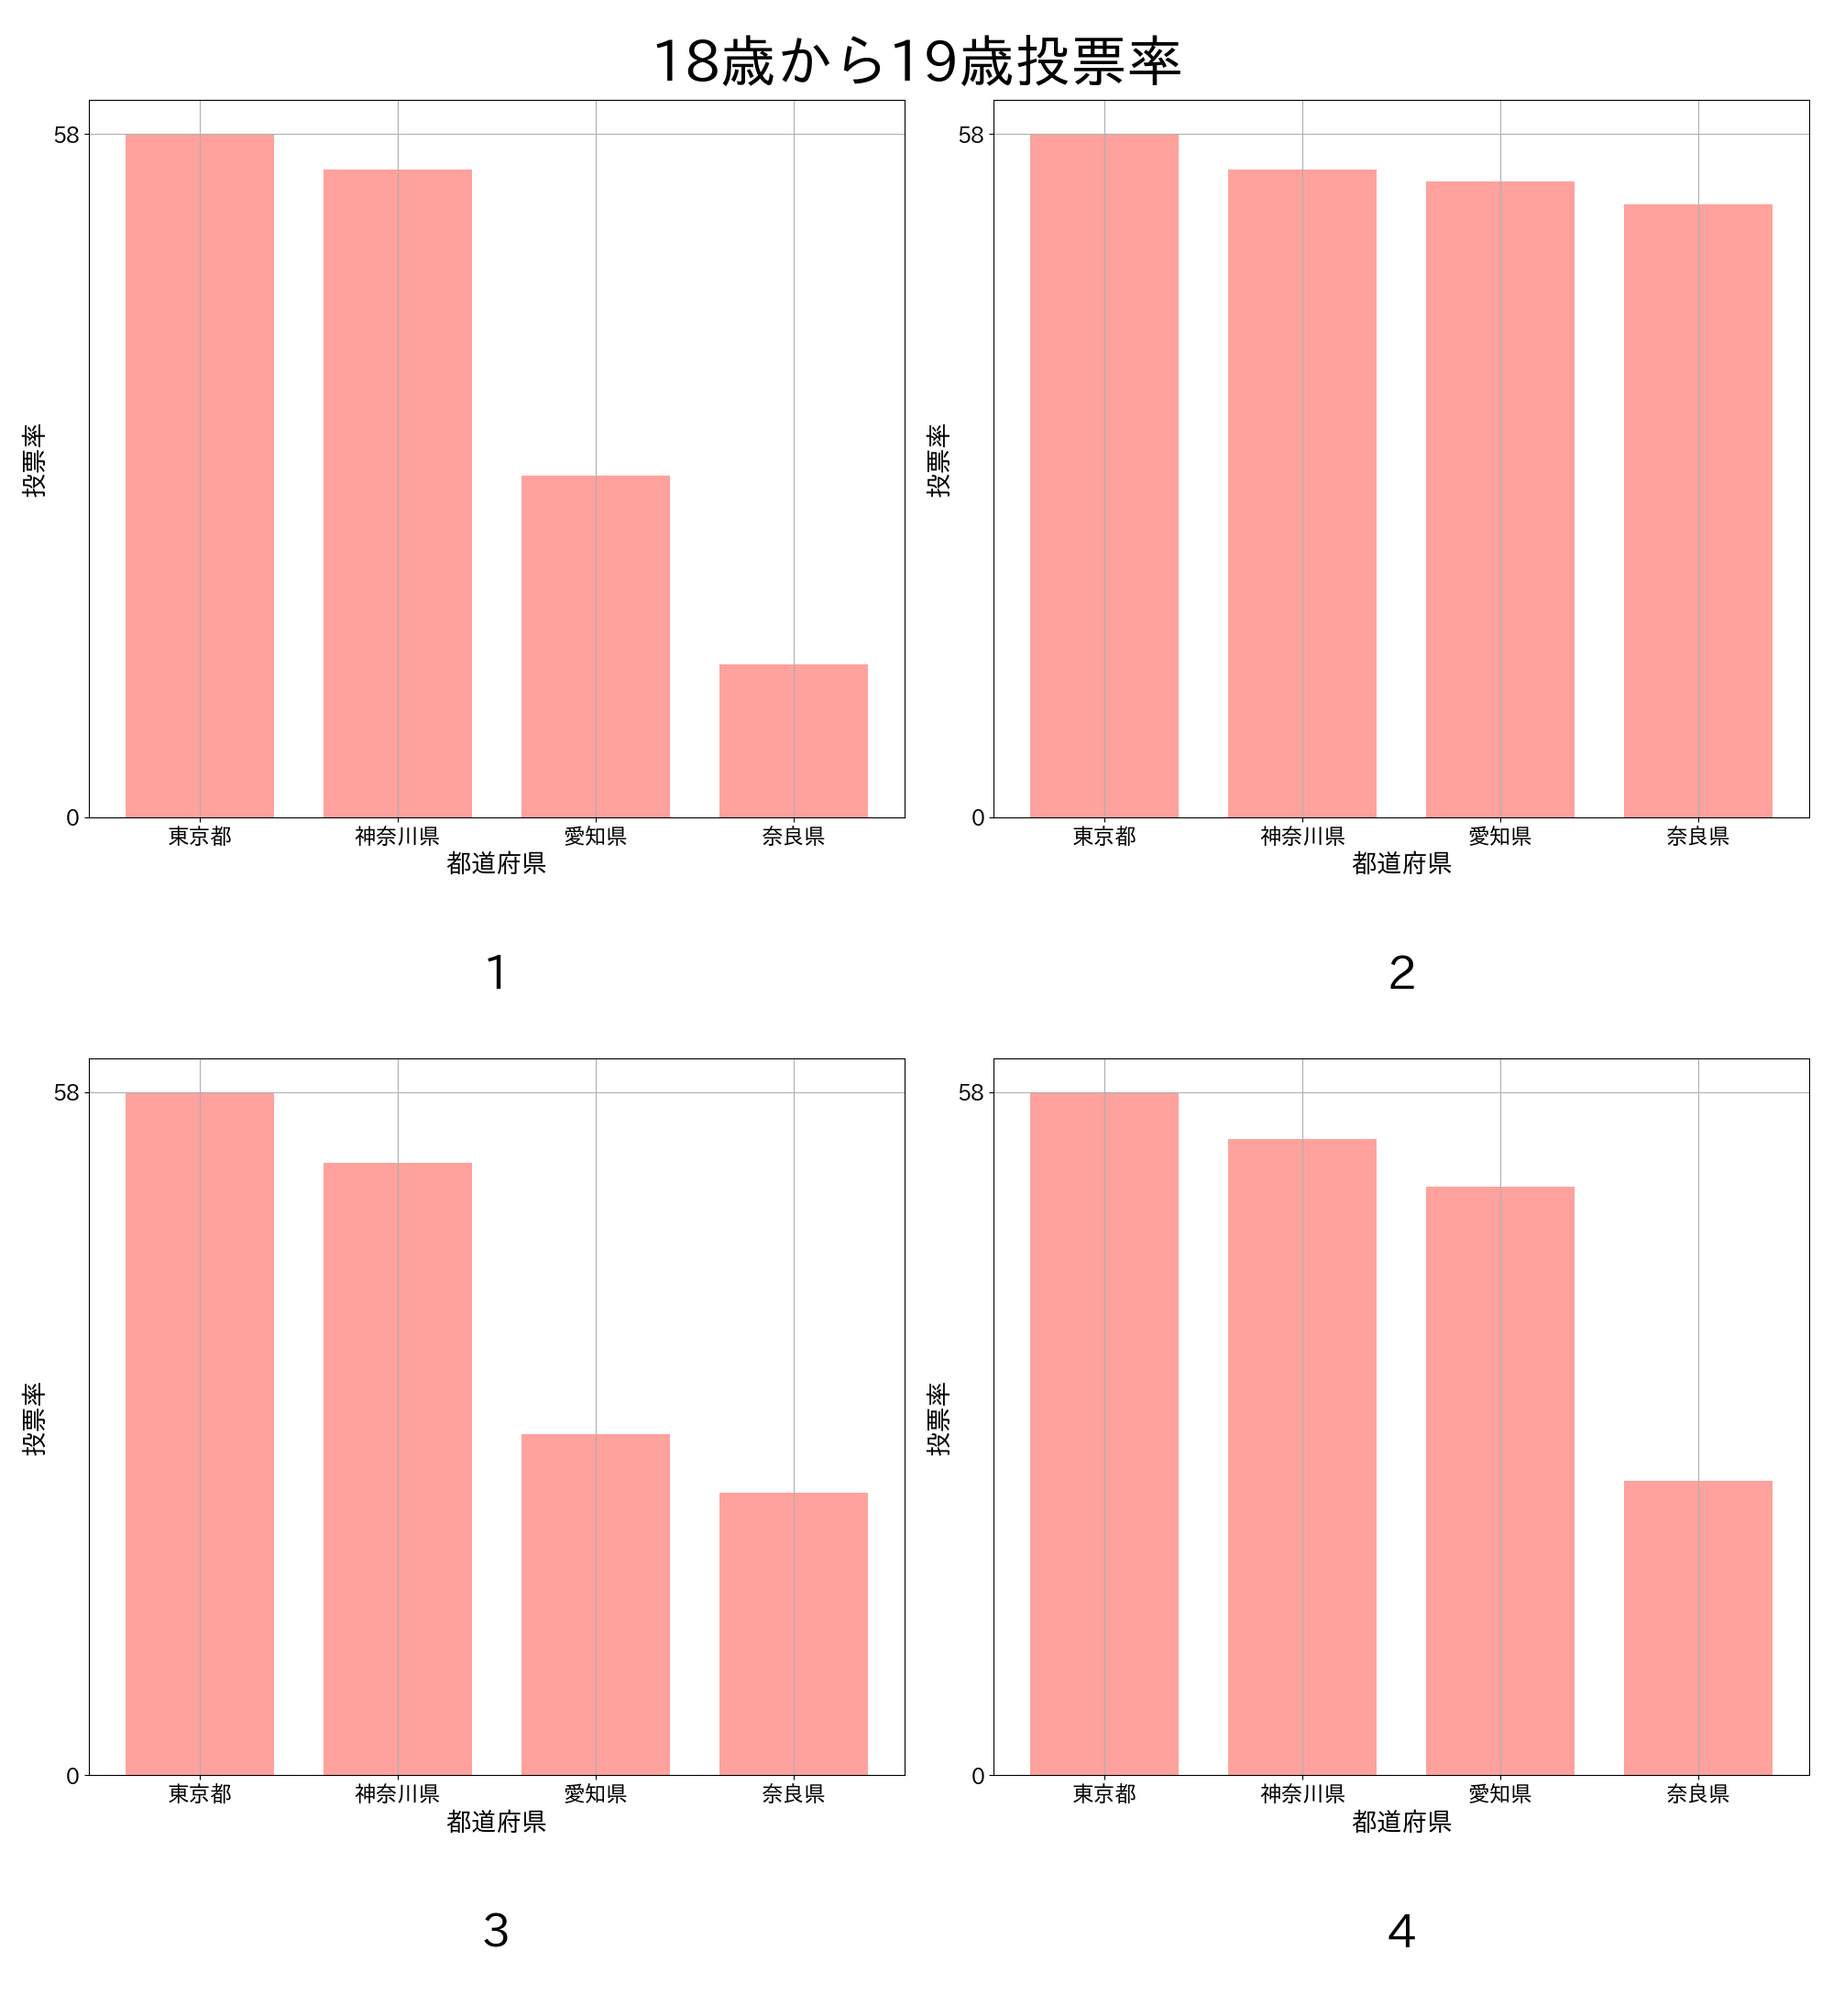 18歳から19歳投票率
58
0
投票率
東京都 神奈川県 愛知県 奈良県
都道府県
1
58
0
投票率
東京都 神奈川県 愛知県 奈良県
都道府県
2
58
0
投票率
東京都 神奈川県 愛知県 奈良県
都道府県
3
58
0
投票率
東京都 神奈川県 愛知県 奈良県
都道府県
4